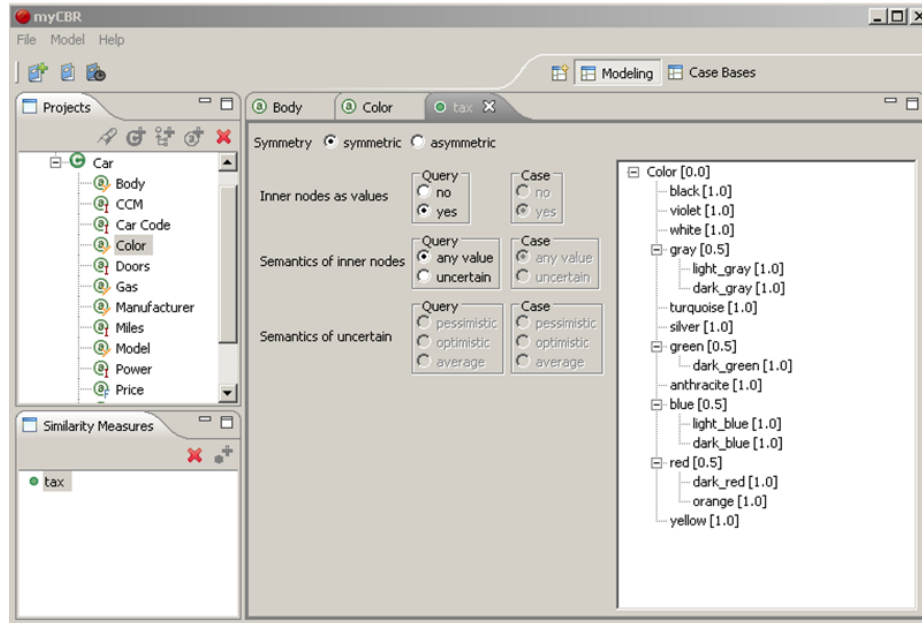 myCBR
File Model Help
Modeling Case Bases
Projects
Car
Body
CCM
Car Code
Color
Doors
Gas
Manufacturer
Miles
Model
Power
Price
Similarity Measures
tax
Body Color tax
Symmetry symmetric asymmetric
Inner nodes as values
Query
no
yes
Case
no
yes
Semantics of inner nodes
Query
any value
uncertain
Case
any value
uncertain
Semantics of uncertain
Query
pessimistic
optimistic
average
Case
pessimistic
optimistic
average
Color [0.0]
black [1.0]
violet [1.0]
white [1.0]
gray [0.5]
light_gray [1.0]
dark_gray [1.0]
turquoise [1.0]
silver [1.0]
green [0.5]
dark_green [1.0]
anthracite [1.0]
blue [0.5]
light_blue [1.0]
dark_blue [1.0]
red [0.5]
dark_red [1.0]
orange [1.0]
yellow [1.0]